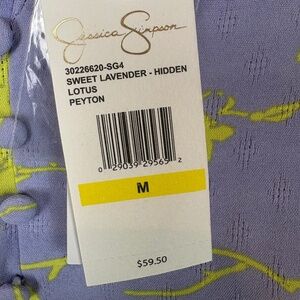 Jessica Simpson
30226620-SG4
SWEET LAVENDER - HIDDEN
LOTUS
PEYTON
0 29039 29565 2
M
$59.50